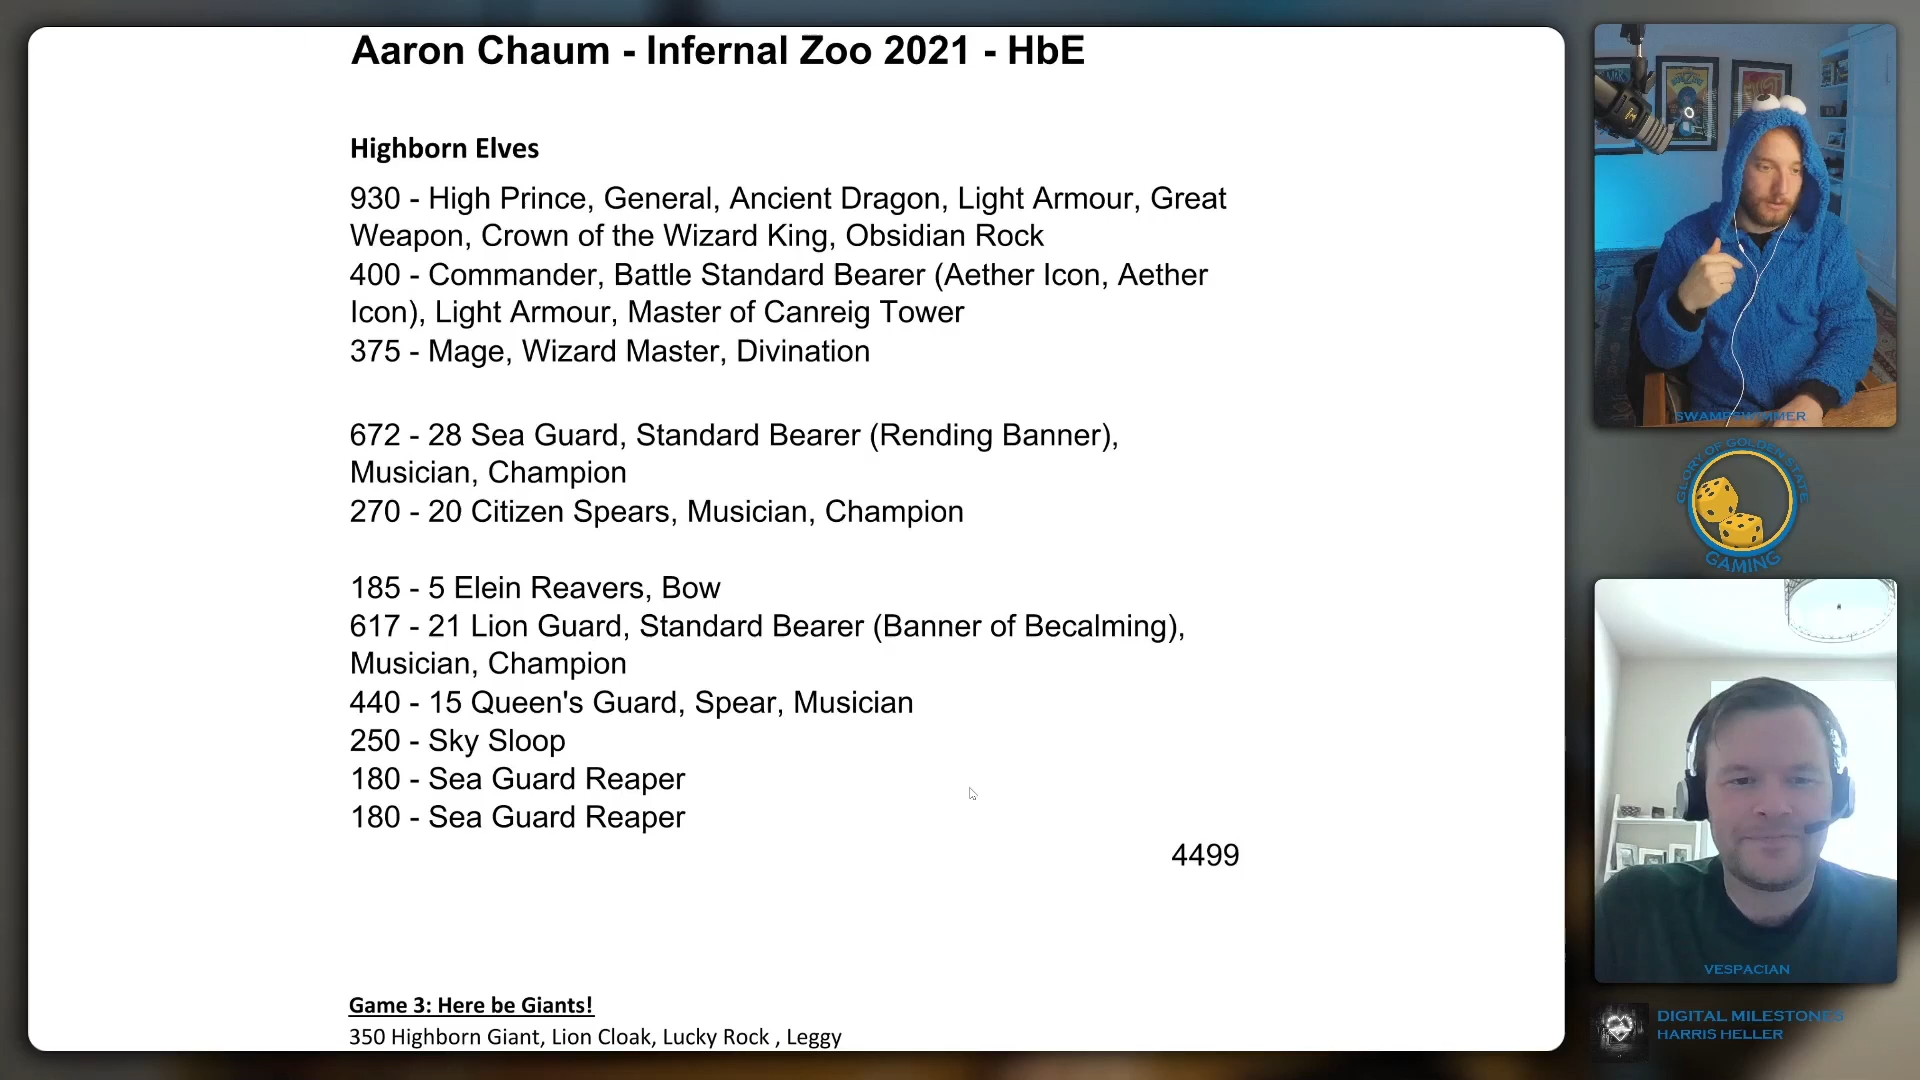 Aaron Chaum - Infernal Zoo 2021 - HbE
Highborn Elves
930 - High Prince, General, Ancient Dragon, Light Armour, Great
Weapon, Crown of the Wizard King, Obsidian Rock
400 - Commander, Battle Standard Bearer (Aether Icon, Aether
Icon), Light Armour, Master of Canreig Tower
375 - Mage, Wizard Master, Divination
672 - 28 Sea Guard, Standard Bearer (Rending Banner),
Musician, Champion
270 - 20 Citizen Spears, Musician, Champion
185 - 5 Elein Reavers, Bow
617 - 21 Lion Guard, Standard Bearer (Banner of Becalming),
Musician, Champion
440 - 15 Queen's Guard, Spear, Musician
250 - Sky Sloop
180 - Sea Guard Reaper
180 - Sea Guard Reaper
4499
Game 3: Here be Giants!
350 Highborn Giant, Lion Cloak, Lucky Rock , Leggy
GLORY OF GOLDEN STATE
GAMING
VESPACIAN
DIGITAL MILESTONES
HARRIS HELLER